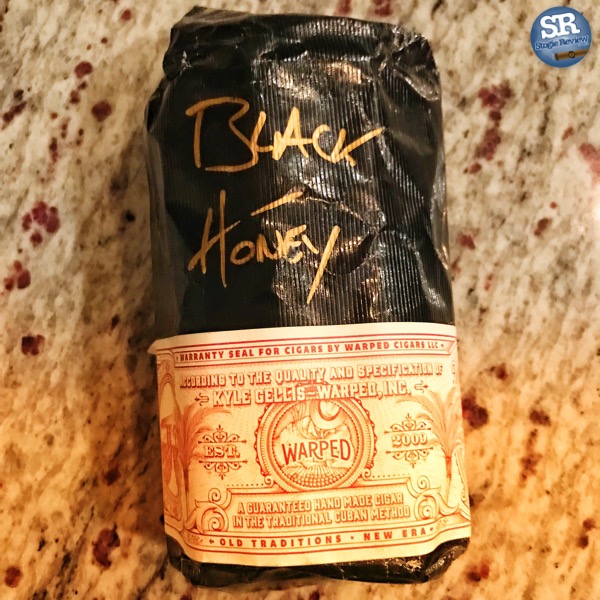 SR
Stogie Review
BLACK
HONEY
WARRANTY SEAL FOR CIGARS BY WARPED CIGARS LLC
ACCORDING TO THE QUALITY AND SPECIFICATION OF
KYLE GELLIS, WARPED, INC.
EST. WARPED 2009
A GUARANTEED HAND MADE CIGAR
IN THE TRADITIONAL CUBAN METHOD
OLD TRADITIONS • NEW ERA